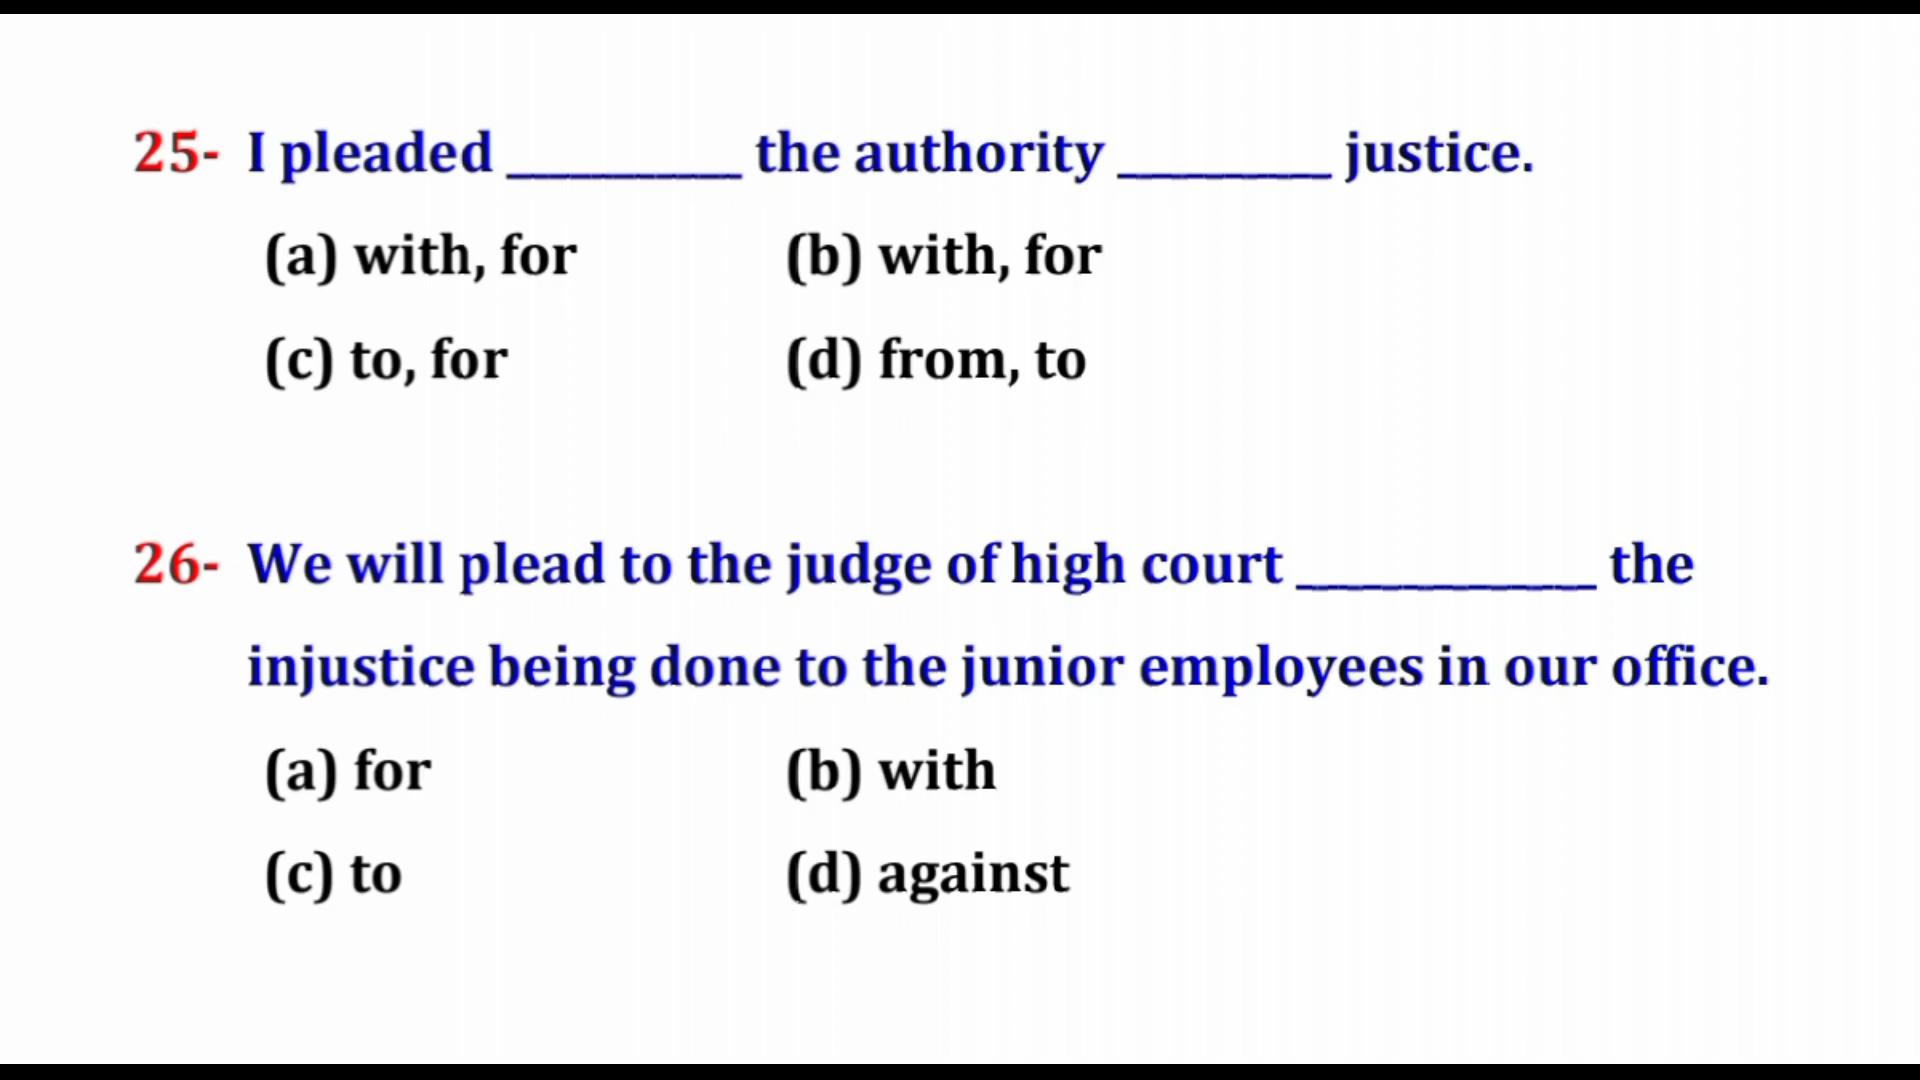 25- I pleaded __________ the authority _________ justice.
(a) with, for (b) with, for
(c) to, for (d) from, to
26- We will plead to the judge of high court _____________ the
injustice being done to the junior employees in our office.
(a) for (b) with
(c) to (d) against